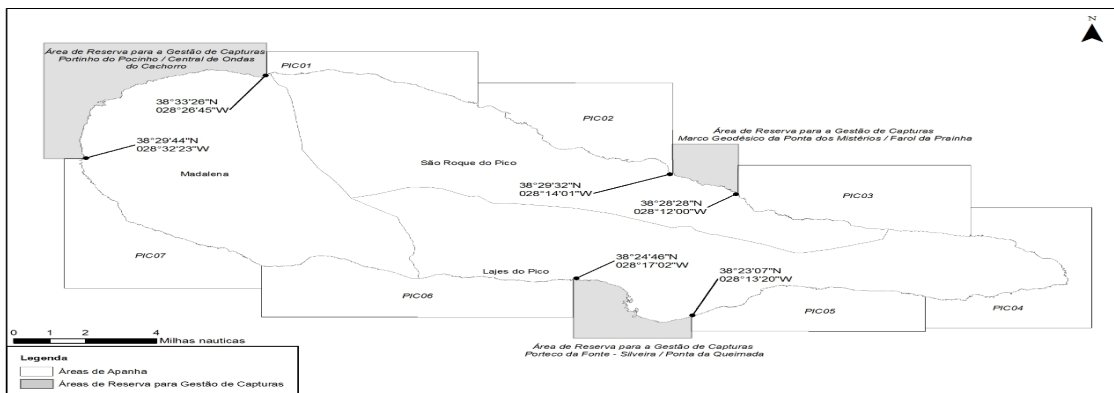 N
Área de Reserva para a Gestão de Capturas
Portinho do Pocinho / Central de Ondas
do Cachorro
PIC01
38°33'26"N
028°26'45"W
PIC02
Área de Reserva para a Gestão de Capturas
Marco Geodésico da Ponta dos Mistérios / Farol da Prainha
38°29'44"N
028°32'23"W
Madalena
São Roque do Pico
38°29'32"N
028°14'01"W
38°28'28"N
028°12'00"W
PIC03
PIC07
Lajes do Pico
38°24'46"N
028°17'02"W
38°23'07"N
028°13'20"W
PIC06
PIC05
PIC04
0 1 2 4
Milhas nauticas
Área de Reserva para a Gestão de Capturas
Porteco da Fonte - Silveira / Ponta da Queimada
Legenda
Áreas de Apanha
Áreas de Reserva para Gestão de Capturas